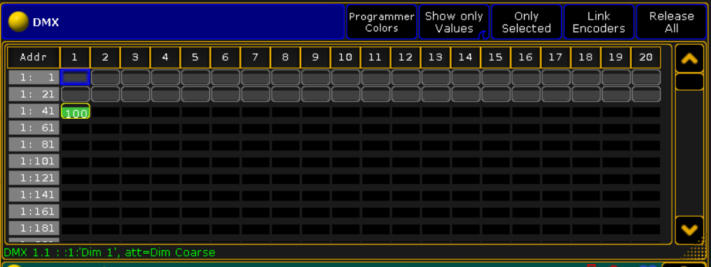 DMX
Programmer Colors
Show only Values
Only Selected
Link Encoders
Release All
Addr 1 2 3 4 5 6 7 8 9 10 11 12 13 14 15 16 17 18 19 20
1: 1
1: 21
1: 41 100
1: 61
1: 81
1:101
1:121
1:141
1:161
1:181
DMX 1.1 : :1:'Dim 1', att=Dim Coarse